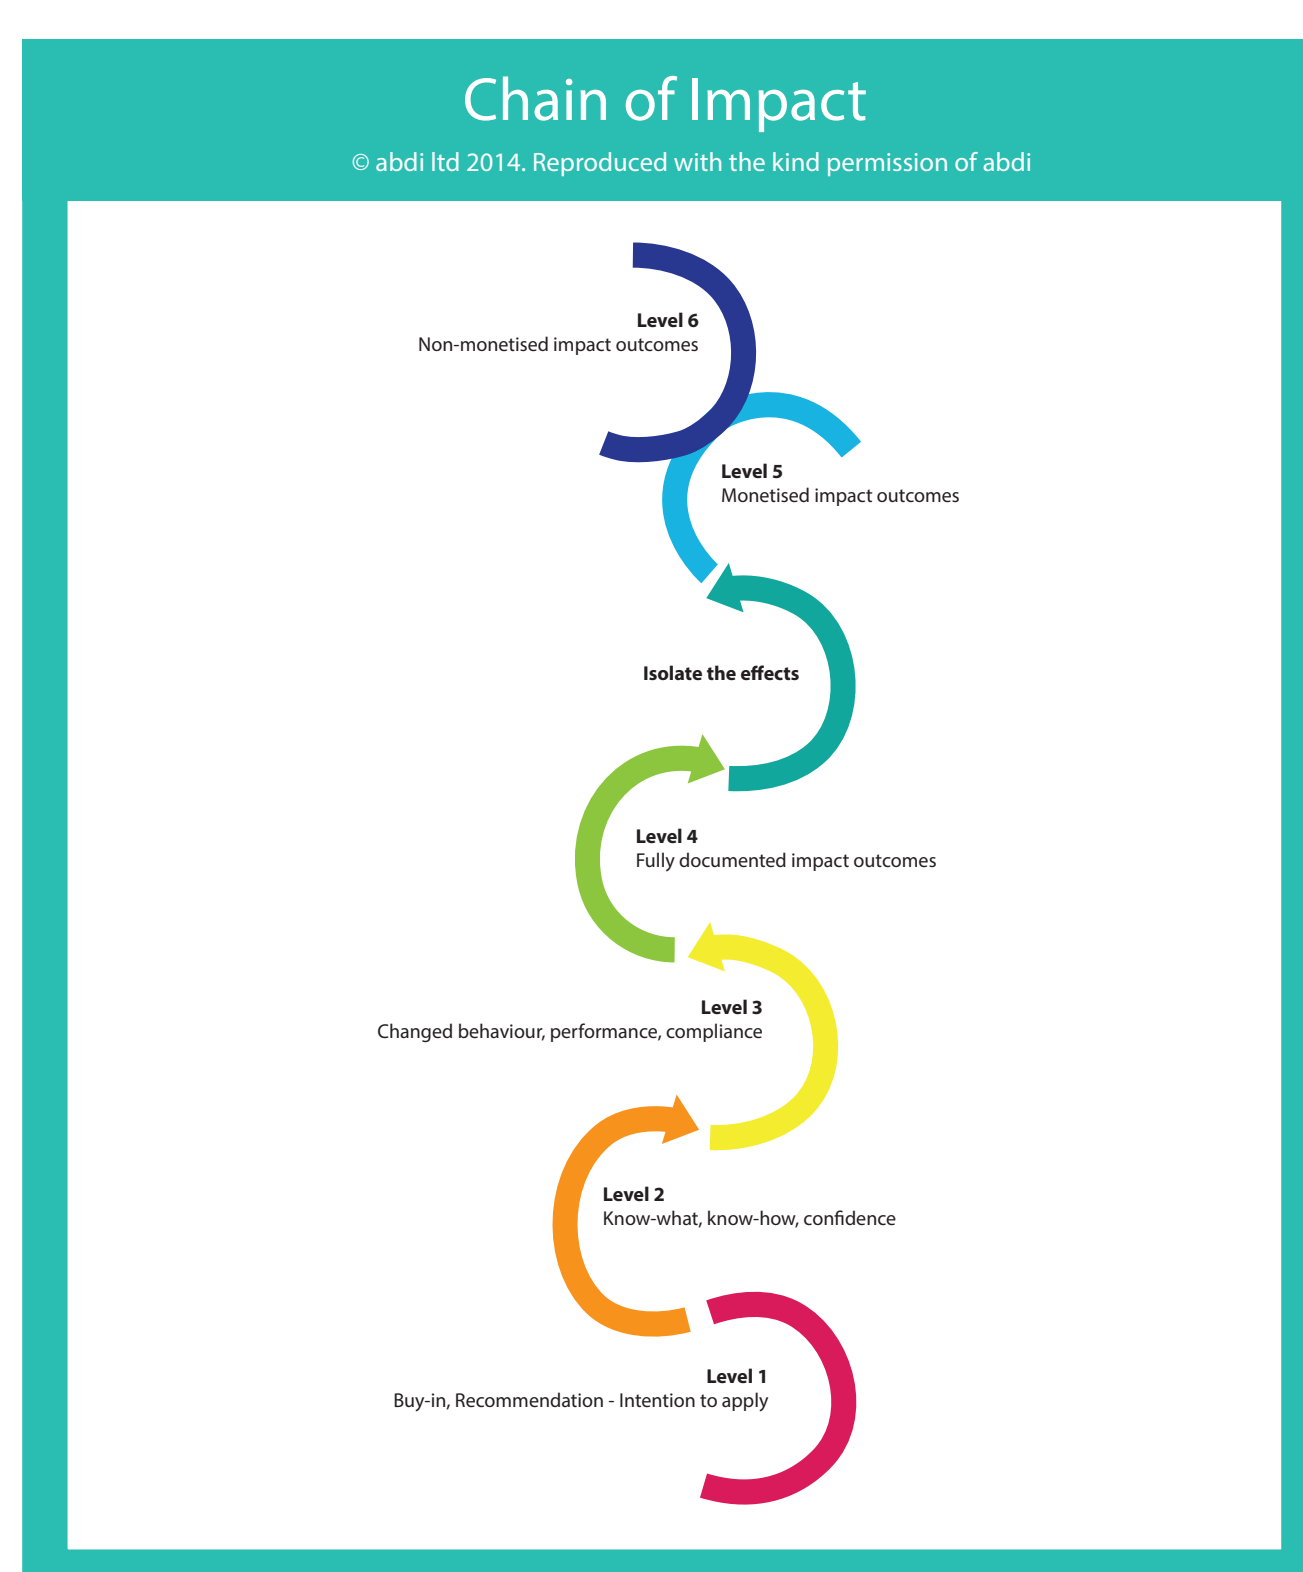 Chain of Impact
© abdi ltd 2014. Reproduced with the kind permission of abdi
Level 6
Non-monetised impact outcomes
Level 5
Monetised impact outcomes
Isolate the effects
Level 4
Fully documented impact outcomes
Level 3
Changed behaviour, performance, compliance
Level 2
Know-what, know-how, confidence
Level 1
Buy-in, Recommendation - Intention to apply